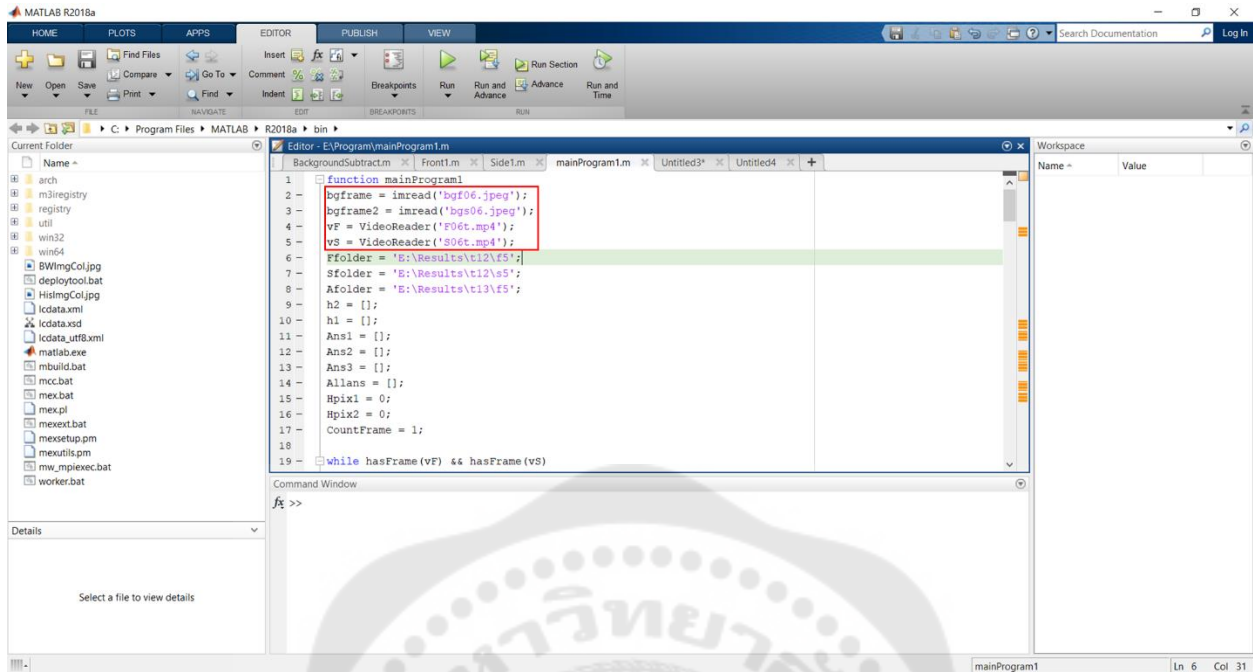 MATLAB R2018a
HOME PLOTS APPS EDITOR PUBLISH VIEW Search Documentation Log In
New Open Save Find Files Compare Print Go To Find Insert fx Comment Indent Breakpoints Run Run and Advance Run Section Advance Run and Time
FILE NAVIGATE EDIT BREAKPOINTS RUN
C: Program Files MATLAB R2018a bin
Current Folder
Name
arch
m3iregistry
registry
util
win32
win64
BWImgCol.jpg
deploytool.bat
HisImgCol.jpg
lcdata.xml
lcdata.xsd
lcdata_utf8.xml
matlab.exe
mbuild.bat
mcc.bat
mex.bat
mex.pl
mexext.bat
mexsetup.pm
mexutils.pm
mw_mpiexec.bat
worker.bat
Details
Select a file to view details
Editor - E:\Program\mainProgram1.m
BackgroundSubtract.m Front1.m Side1.m mainProgram1.m Untitled3* Untitled4 +
1 function mainProgram1
2 - bgframe = imread('bgf06.jpeg');
3 - bgframe2 = imread('bgs06.jpeg');
4 - vF = VideoReader('F06t.mp4');
5 - vS = VideoReader('S06t.mp4');
6 - Ffolder = 'E:\Results\t12\f5';
7 - Sfolder = 'E:\Results\t12\s5';
8 - Afolder = 'E:\Results\t13\f5';
9 - h2 = [];
10 - h1 = [];
11 - Ans1 = [];
12 - Ans2 = [];
13 - Ans3 = [];
14 - Allans = [];
15 - Hpix1 = 0;
16 - Hpix2 = 0;
17 - CountFrame = 1;
18
19 - while hasFrame(vF) && hasFrame(vS)
Command Window
fx >>
Workspace
Name Value
mainProgram1 Ln 6 Col 31